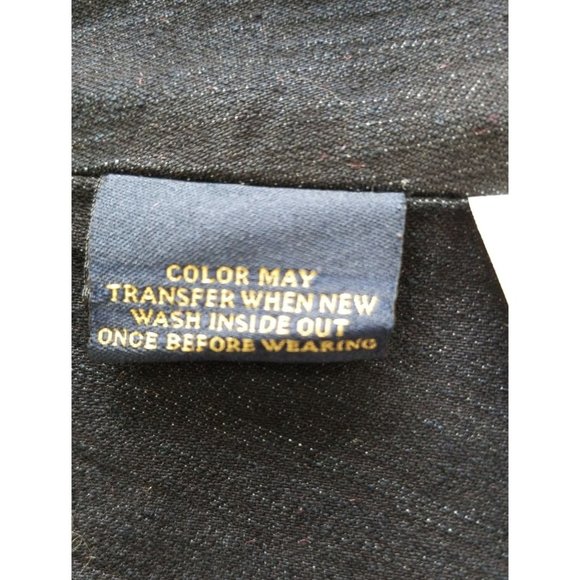 COLOR MAY
TRANSFER WHEN NEW
WASH INSIDE OUT
ONCE BEFORE WEARING